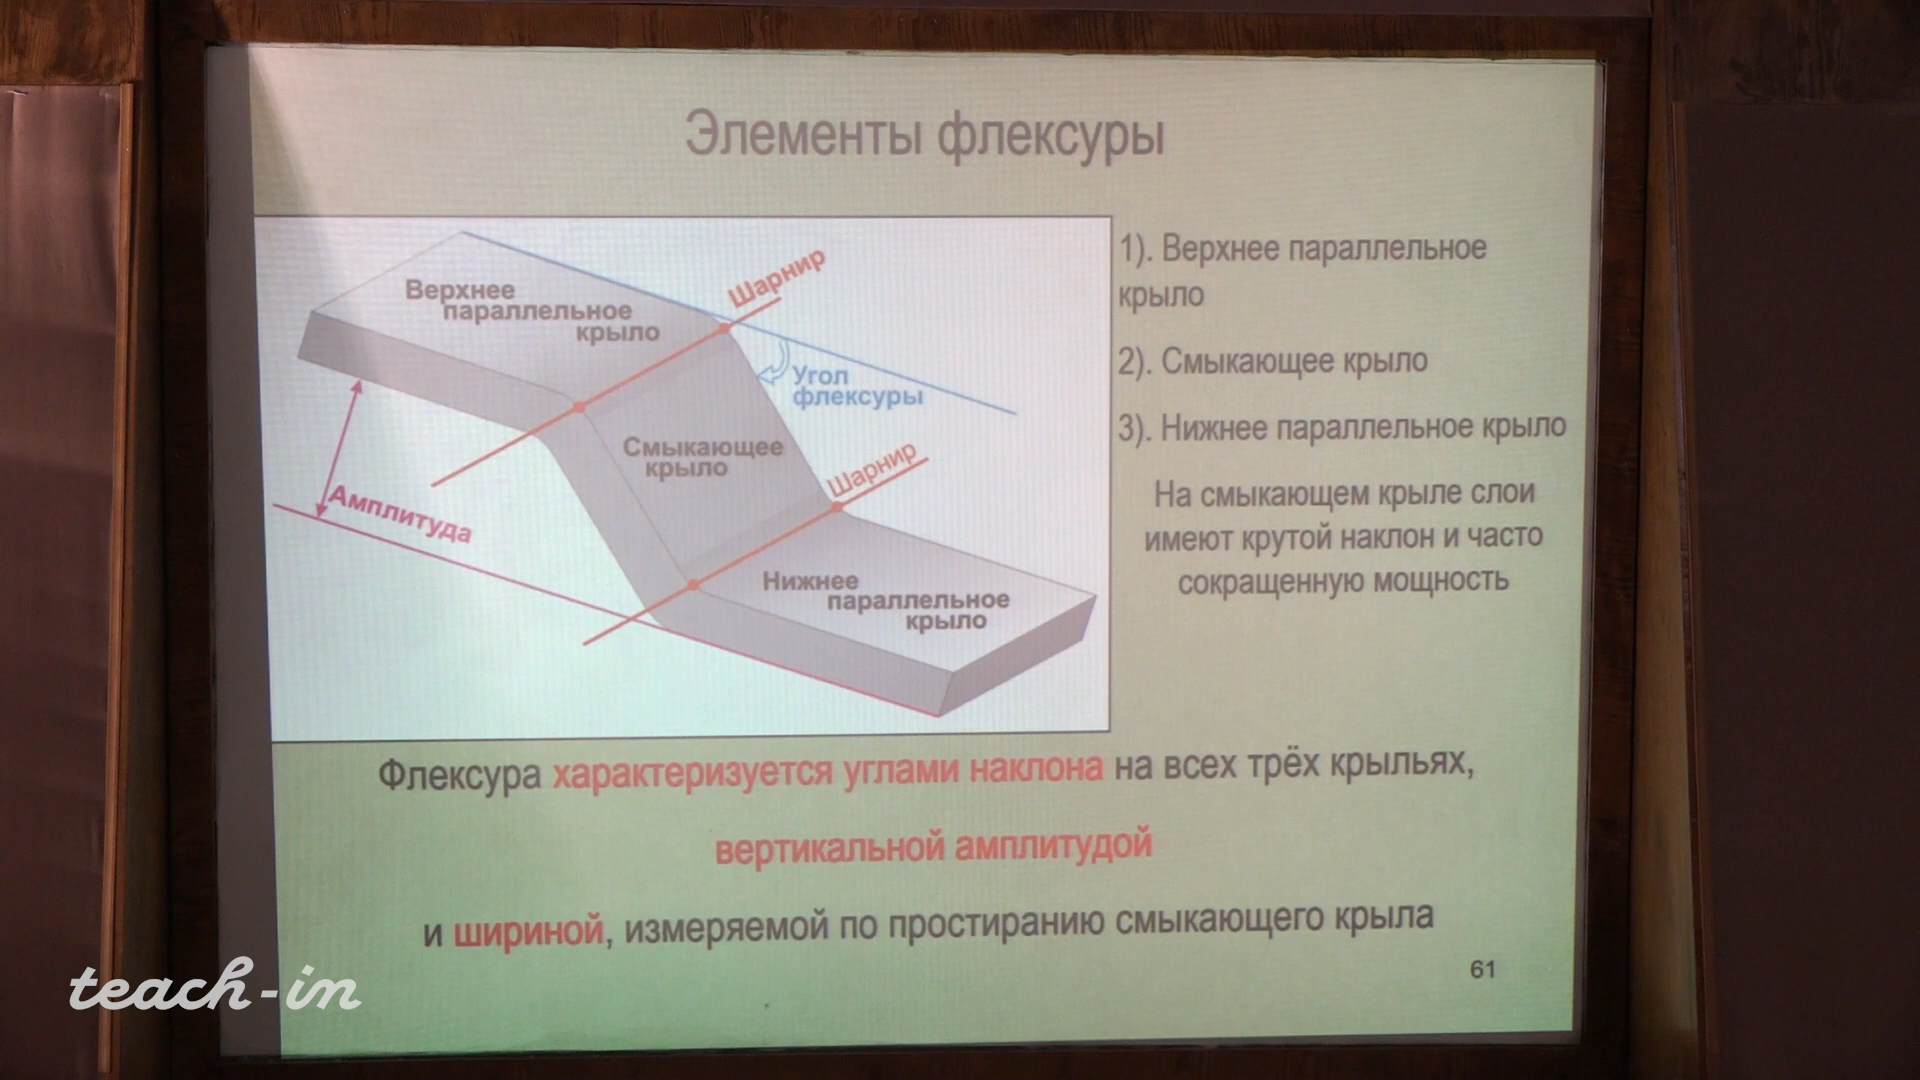 Элементы флексуры
Верхнее
параллельное
крыло
Шарнир
Угол
флексуры
Смыкающее
крыло
Шарнир
Амплитуда
Нижнее
параллельное
крыло
1). Верхнее параллельное
крыло
2). Смыкающее крыло
3). Нижнее параллельное крыло
На смыкающем крыле слои
имеют крутой наклон и часто
сокращенную мощность
Флексура характеризуется углами наклона на всех трёх крыльях,
вертикальной амплитудой
и шириной, измеряемой по простиранию смыкающего крыла
61
teach-in